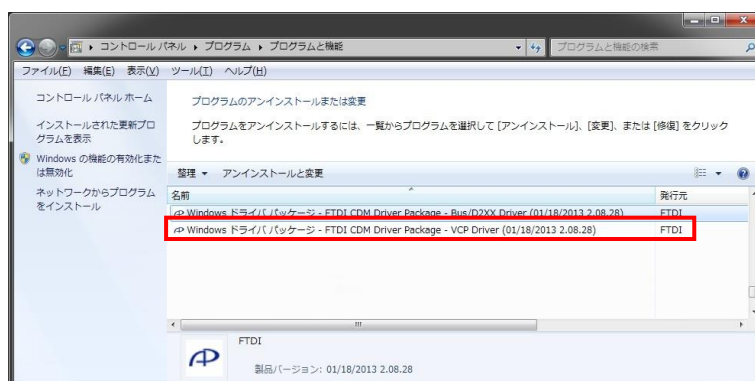 コントロール パネル ▸ プログラム ▸ プログラムと機能
プログラムと機能の検索
ファイル(F) 編集(E) 表示(V) ツール(T) ヘルプ(H)
コントロール パネル ホーム
インストールされた更新プロ
グラムを表示
Windows の機能の有効化また
は無効化
ネットワークからプログラム
をインストール
プログラムのアンインストールまたは変更
プログラムをアンインストールするには、一覧からプログラムを選択して [アンインストール]、[変更]、または [修復] をクリック
します。
整理 ▾ アンインストールと変更
名前 発行元
Windows ドライバ パッケージ - FTDI CDM Driver Package - Bus/D2XX Driver (01/18/2013 2.08.28) FTDI
Windows ドライバ パッケージ - FTDI CDM Driver Package - VCP Driver (01/18/2013 2.08.28) FTDI
FTDI
製品バージョン: 01/18/2013 2.08.28